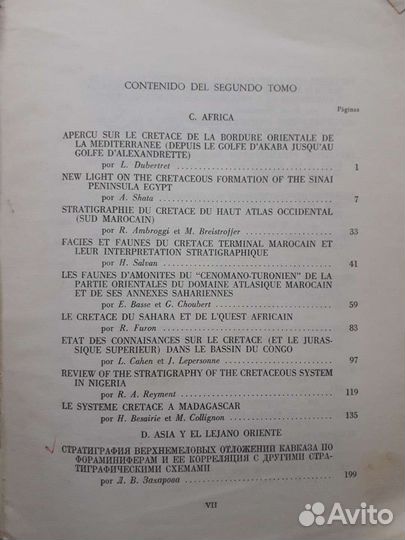 CONTENIDO DEL SEGUNDO TOMO
Páginas
C. AFRICA
APERCU SUR LE CRETACE DE LA BORDURE ORIENTALE DE
LA MEDITERRANEE (DEPUIS LE GOLFE D'AKABA JUSQU'AU
GOLFE D'ALEXANDRETTE)
por L. Dubertret 1
NEW LIGHT ON THE CRETACEOUS FORMATION OF THE SINAI
PENINSULA EGYPT
por A. Shata 7
STRATIGRAPHIE DU CRETACE DU HAUT ATLAS OCCIDENTAL
(SUD MAROCAIN)
por R. Ambroggi et M. Breistroffer 33
FACIES ET FAUNES DU CRETACE TERMINAL MAROCAIN ET
LEUR INTERPRETATION STRATIGRAPHIQUE
por H. Salvan 41
LES FAUNES D'AMONITES DU "CENOMANO-TURONIEN" DE LA
PARTIE ORIENTALES DU DOMAINE ATLASIQUE MAROCAIN
ET DE SES ANNEXES SAHARIENNES
por E. Basse et G. Choubert 59
LE CRETACE DU SAHARA ET DE L'QUEST AFRICAIN
por R. Furon 83
ETAT DES CONNAISANCES SUR LE CRETACE (ET LE JURAS-
SIQUE SUPERIEUR) DANS LE BASSIN DU CONGO
por L. Cahen et J. Lepersonne 97
REVIEW OF THE STRATIGRAPHY OF THE CRETACEOUS SYSTEM
IN NIGERIA
por R. A. Reyment 119
LE SYSTEME CRETACE A MADAGASCAR
por H. Besairie et M. Collignon 135
D. ASIA Y EL LEJANO ORIENTE
СТРАТИГРАФИЯ ВЕРХНЕМЕЛОВЫХ ОТЛОЖЕНИЙ КАВКАЗА ПО
ФОРАМИНИФЕРАМ И ЕЕ КОРРЕЛЯЦИЯ С ДРУГИМИ СТРА-
ТИГРАФИЧЕСКИМИ СХЕМАМИ
por Л. В. Захарова 199
VII
Avito